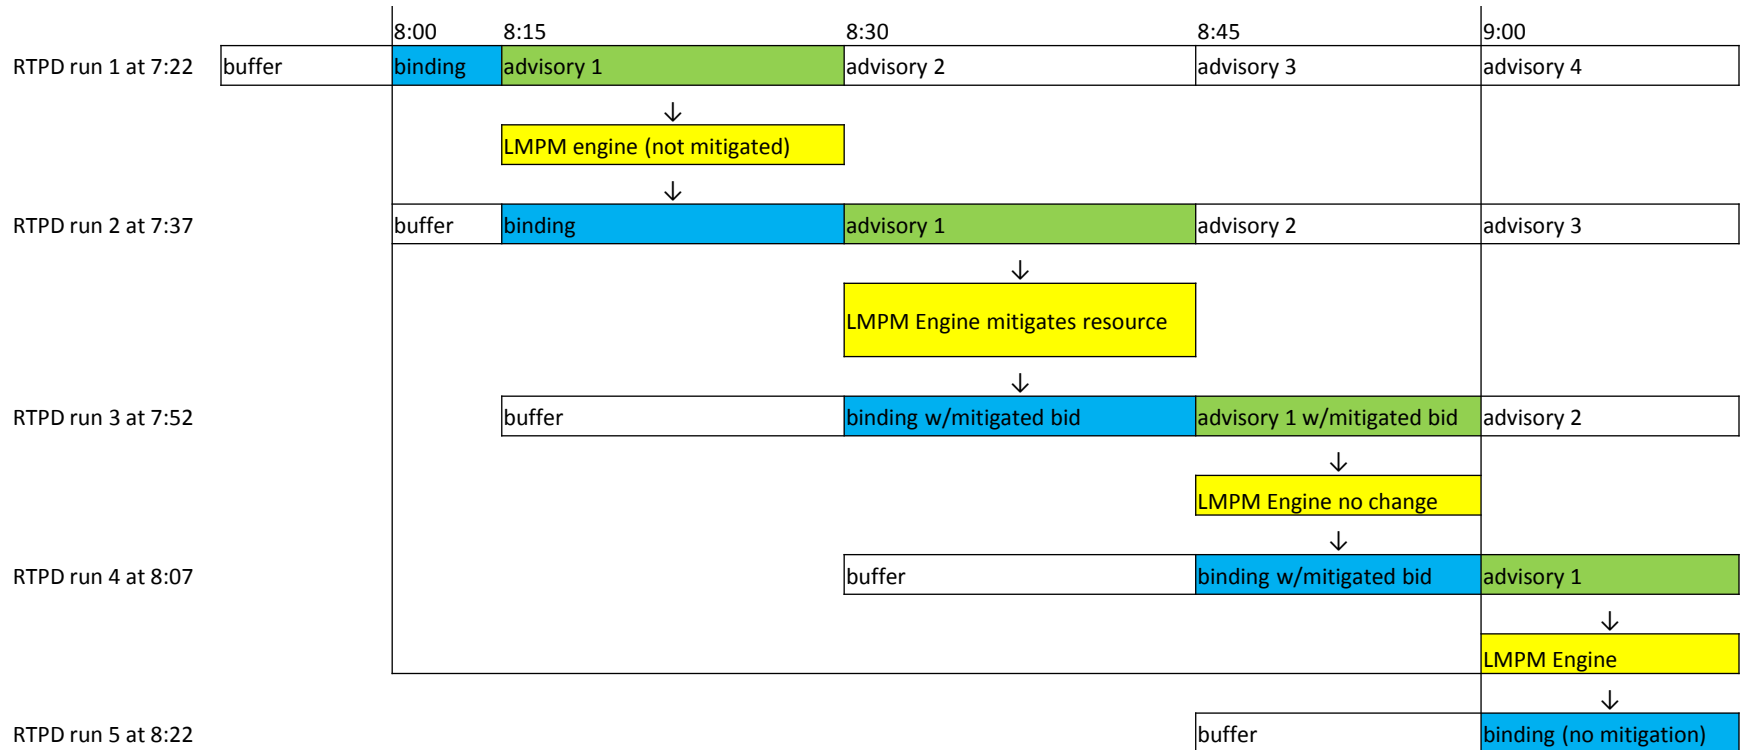 8:00 8:15 8:30 8:45 9:00
RTPD run 1 at 7:22 buffer binding advisory 1 advisory 2 advisory 3 advisory 4
↓
LMPM engine (not mitigated)
↓
RTPD run 2 at 7:37 buffer binding advisory 1 advisory 2 advisory 3
↓
LMPM Engine mitigates resource
↓
RTPD run 3 at 7:52 buffer binding w/mitigated bid advisory 1 w/mitigated bid advisory 2
↓
LMPM Engine no change
↓
RTPD run 4 at 8:07 buffer binding w/mitigated bid advisory 1
↓
LMPM Engine
↓
RTPD run 5 at 8:22 buffer binding (no mitigation)